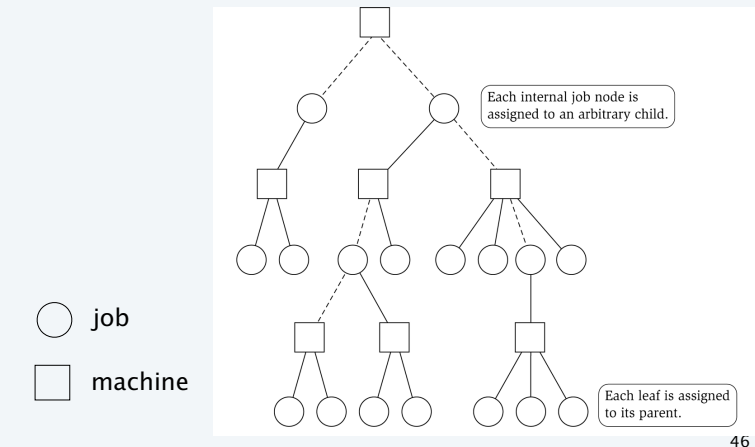 Each internal job node is
assigned to an arbitrary child.
job
machine
Each leaf is assigned
to its parent.
46